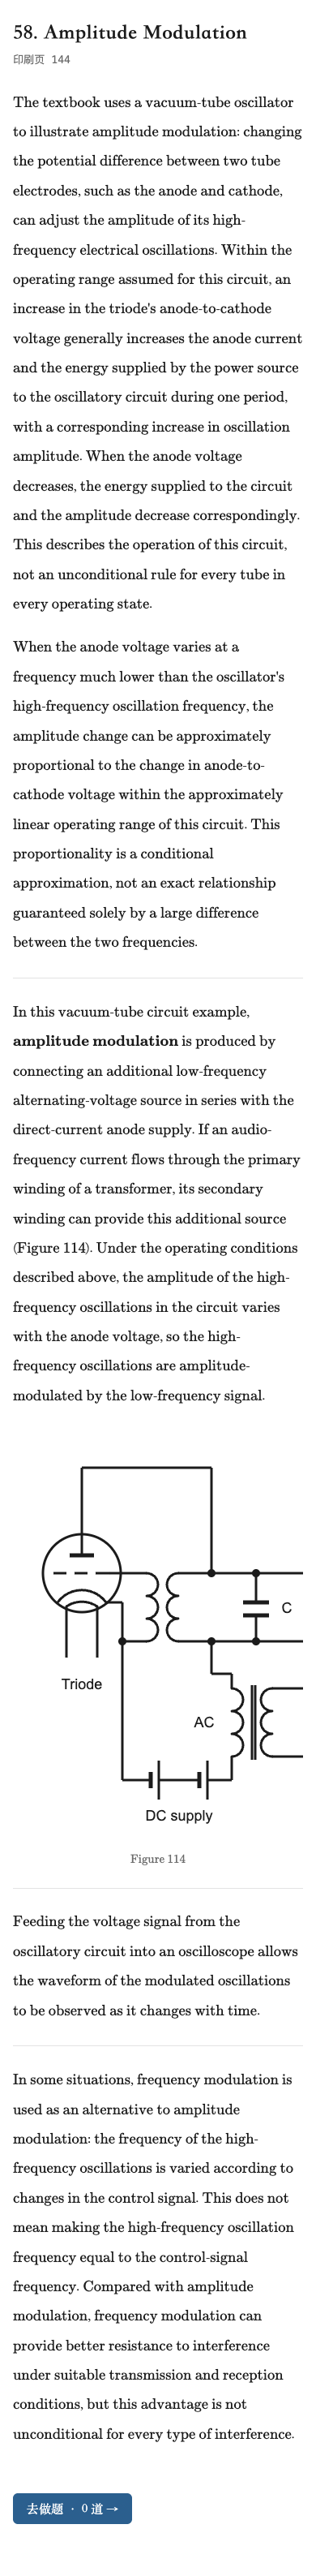 58. Amplitude Modulation
印刷页 144
The textbook uses a vacuum-tube oscillator
to illustrate amplitude modulation: changing
the potential difference between two tube
electrodes, such as the anode and cathode,
can adjust the amplitude of its high-
frequency electrical oscillations. Within the
operating range assumed for this circuit, an
increase in the triode's anode-to-cathode
voltage generally increases the anode current
and the energy supplied by the power source
to the oscillatory circuit during one period,
with a corresponding increase in oscillation
amplitude. When the anode voltage
decreases, the energy supplied to the circuit
and the amplitude decrease correspondingly.
This describes the operation of this circuit,
not an unconditional rule for every tube in
every operating state.
When the anode voltage varies at a
frequency much lower than the oscillator's
high-frequency oscillation frequency, the
amplitude change can be approximately
proportional to the change in anode-to-
cathode voltage within the approximately
linear operating range of this circuit. This
proportionality is a conditional
approximation, not an exact relationship
guaranteed solely by a large difference
between the two frequencies.
In this vacuum-tube circuit example,
amplitude modulation is produced by
connecting an additional low-frequency
alternating-voltage source in series with the
direct-current anode supply. If an audio-
frequency current flows through the primary
winding of a transformer, its secondary
winding can provide this additional source
(Figure 114). Under the operating conditions
described above, the amplitude of the high-
frequency oscillations in the circuit varies
with the anode voltage, so the high-
frequency oscillations are amplitude-
modulated by the low-frequency signal.
C
Triode
AC
DC supply
Figure 114
Feeding the voltage signal from the
oscillatory circuit into an oscilloscope allows
the waveform of the modulated oscillations
to be observed as it changes with time.
In some situations, frequency modulation is
used as an alternative to amplitude
modulation: the frequency of the high-
frequency oscillations is varied according to
changes in the control signal. This does not
mean making the high-frequency oscillation
frequency equal to the control-signal
frequency. Compared with amplitude
modulation, frequency modulation can
provide better resistance to interference
under suitable transmission and reception
conditions, but this advantage is not
unconditional for every type of interference.
去做题 · 0 道 →